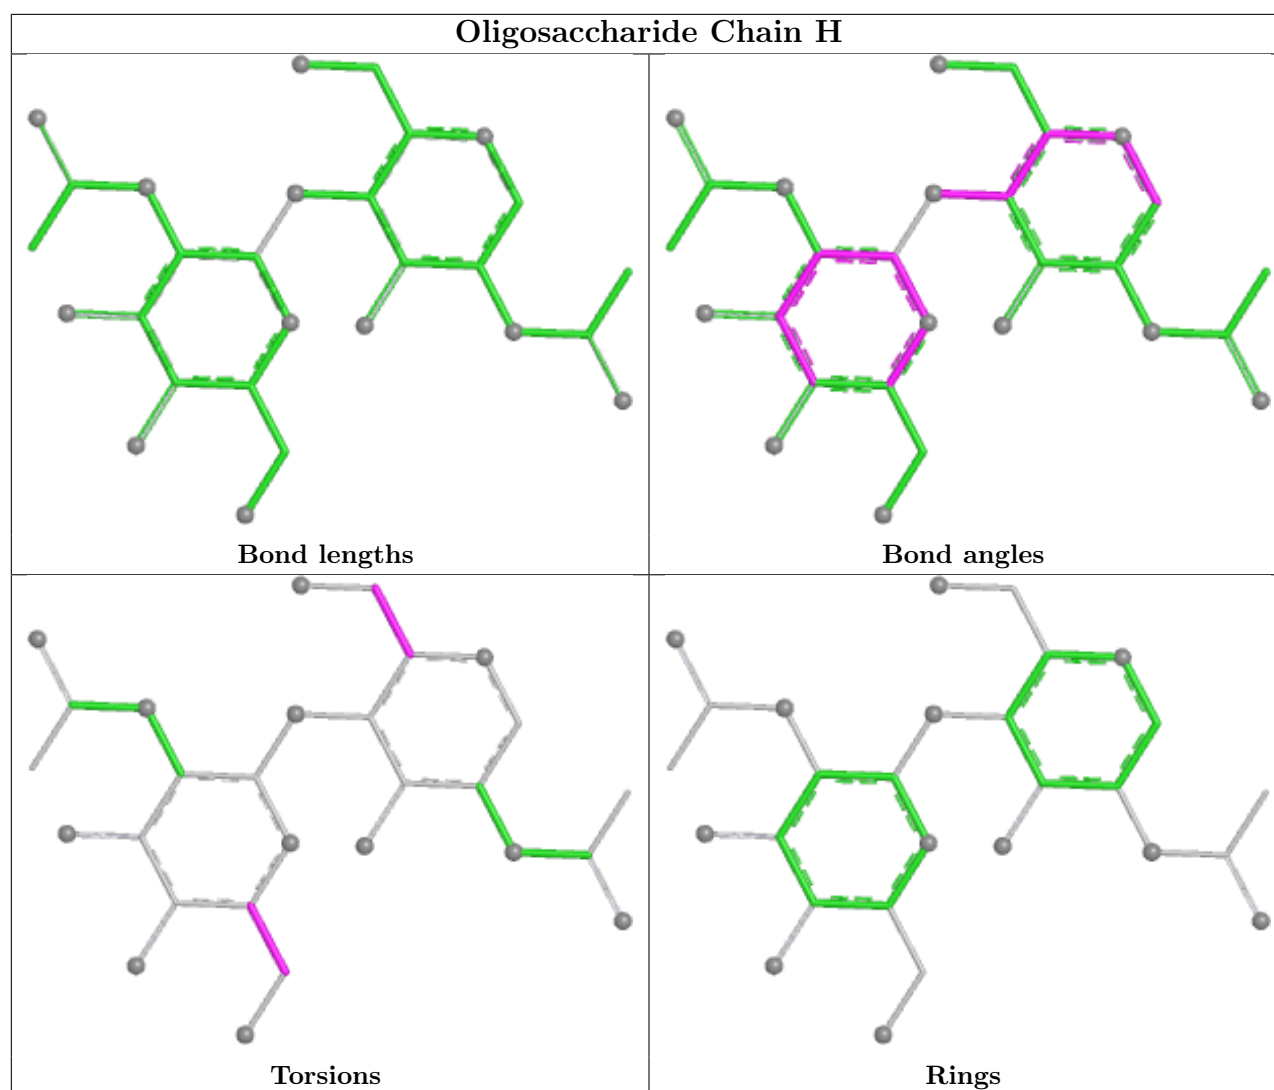 Oligosaccharide Chain H
Bond lengths
Bond angles
Torsions
Rings